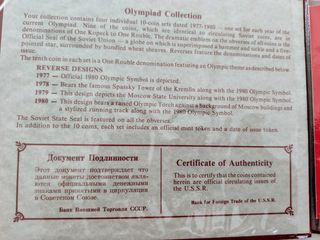 Olympiad Collection
Your collection contains four individual 10-coin sets dated 1977-1980 — one set for each year of
current Olympiad. Nine of the coins, which are identical to circulating Soviet coins, are in
denominations of One Kopeck to One Rouble. The dramatic emblem on the obverses of all coins is the
Official Seal of the Soviet Union — a globe on which is superimposed a hammer and sickle and a five-
pointed star, surrounded by bundled wheat sheaves. Reverses feature the denominations and dates of
issue.
The tenth coin in each set is a One Rouble denomination featuring an Olympic theme as described below.
REVERSE DESIGNS
1977 — Official 1980 Olympic Symbol is depicted.
1978 — Bears the famous Spassky Tower of the Kremlin along with the 1980 Olympic Symbol.
1979 — This design depicts the Moscow State University along with the 1980 Olympic Symbol.
1980 — This design bears a raised Olympic Torch against a background of Moscow buildings and
a stylized running track along with the 1980 Olympic Symbol.
The Soviet State Seal is featured on all the obverses.
In addition to the 10 coins, each set includes an official mint token and a date of issue token.
Документ Подлинности
Этот документ подтверждает что
данные монеты достоинством явля-
ются официальными денежными
знаками принятыми в циркуляции
в Советском Союзе
Банк Внешней Торговли СССР.
Certificate of Authenticity
This is to certify that the coins contained
herein are official circulating issues of
the U.S.S.R.
Bank for Foreign Trade of the U.S.S.R.